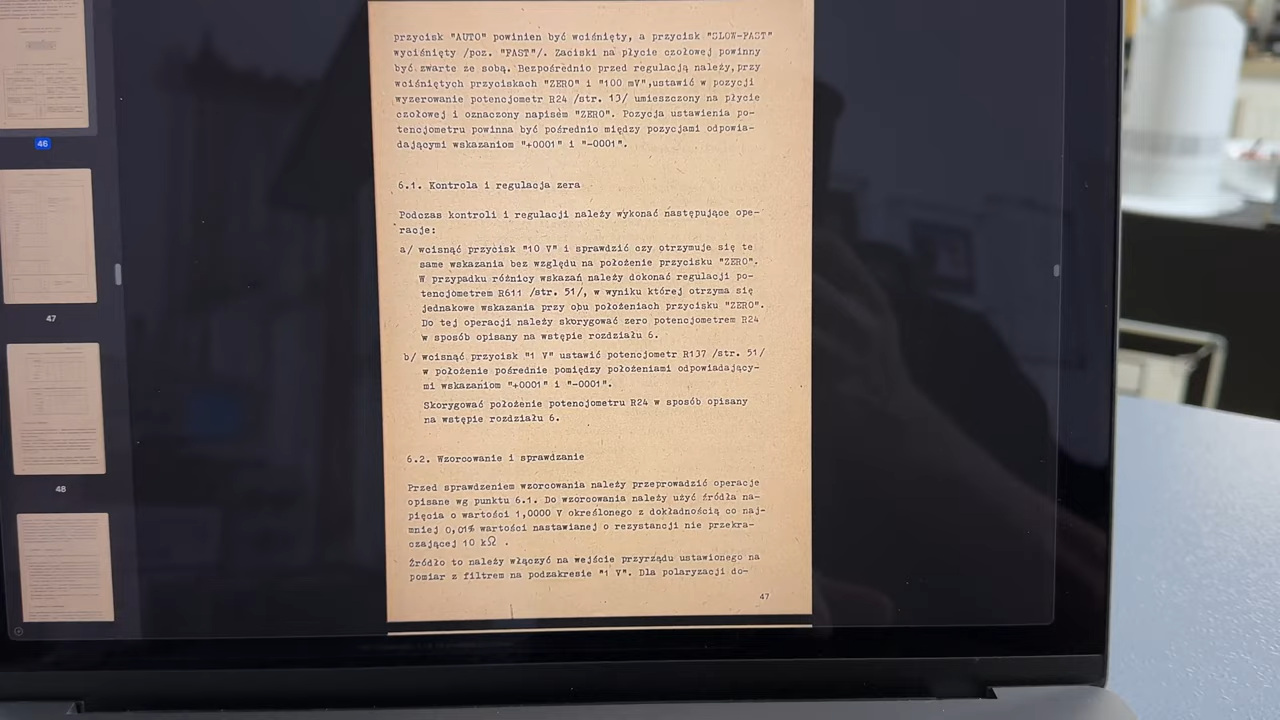 przycisk "AUTO" powinien być wciśnięty, a przycisk "SLOW-FAST"
wyciśnięty /poz. "FAST"/. Zaciski na płycie czołowej powinny
być zwarte ze sobą. Bezpośrednio przed regulacją należy,przy
wciśniętych przyciskach "ZERO" i "100 mV",ustawić w pozycji
wyzerowanie potencjometr R24 /str. 13/ umieszczony na płycie
czołowej i oznaczony napisem "ZERO". Pozycja ustawienia po-
tencjometru powinna być pośrednio między pozycjami odpowia-
dającymi wskazaniom "+0001" i "-0001".
6.1. Kontrola i regulacja zera
Podczas kontroli i regulacji należy wykonać następujące ope-
racje:
a/ wcisnąć przycisk "10 V" i sprawdzić czy otrzymuje się te
same wskazania bez względu na położenie przycisku "ZERO".
W przypadku różnicy wskazań należy dokonać regulacji po-
tencjometrem R611 /str. 51/, w wyniku której otrzyma się
jednakowe wskazania przy obu położeniach przycisku "ZERO".
Do tej operacji należy skorygować zero potencjometrem R24
w sposób opisany na wstępie rozdziału 6.
b/ wcisnąć przycisk "1 V" ustawić potencjometr R137 /str. 51/
w położenie pośrednie pomiędzy położeniami odpowiadający-
mi wskazaniom "+0001" i "-0001".
Skorygować położenie potencjometru R24 w sposób opisany
na wstępie rozdziału 6.
6.2. Wzorcowanie i sprawdzanie
Przed sprawdzeniem wzorcowania należy przeprowadzić operacje
opisane wg punktu 6.1. Do wzorcowania należy użyć źródła na-
pięcia o wartości 1,0000 V określonego z dokładnością co naj-
mniej 0,01% wartości nastawianej o rezystancji nie przekra-
czającej 10 kΩ .
Źródło to należy włączyć na wejście przyrządu ustawionego na
pomiar z filtrem na podzakresie "1 V". Dla polaryzacji do-
47
46
47
48